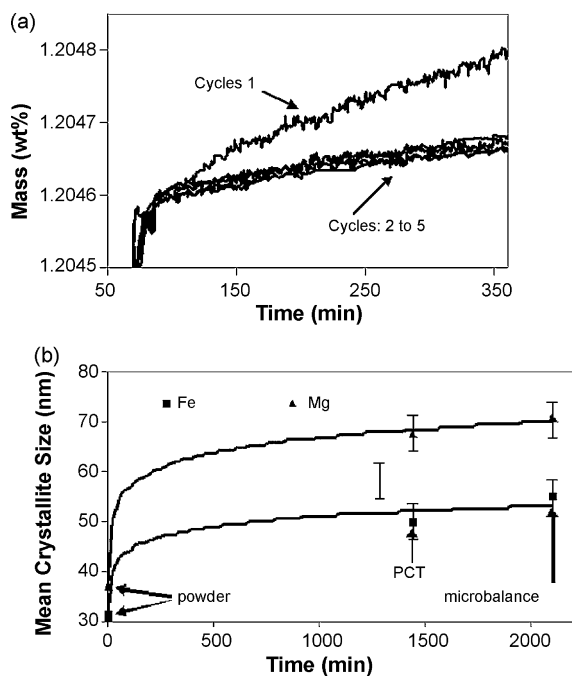 (a)
1.2048
1.2047
1.2046
1.2045
Mass (wt%)
Cycles 1
Cycles: 2 to 5
50 150 250 350
Time (min)
(b)
80
70
60
50
40
30
Mean Crystallite Size (nm)
Fe Mg
powder
PCT
microbalance
0 500 1000 1500 2000
Time (min)